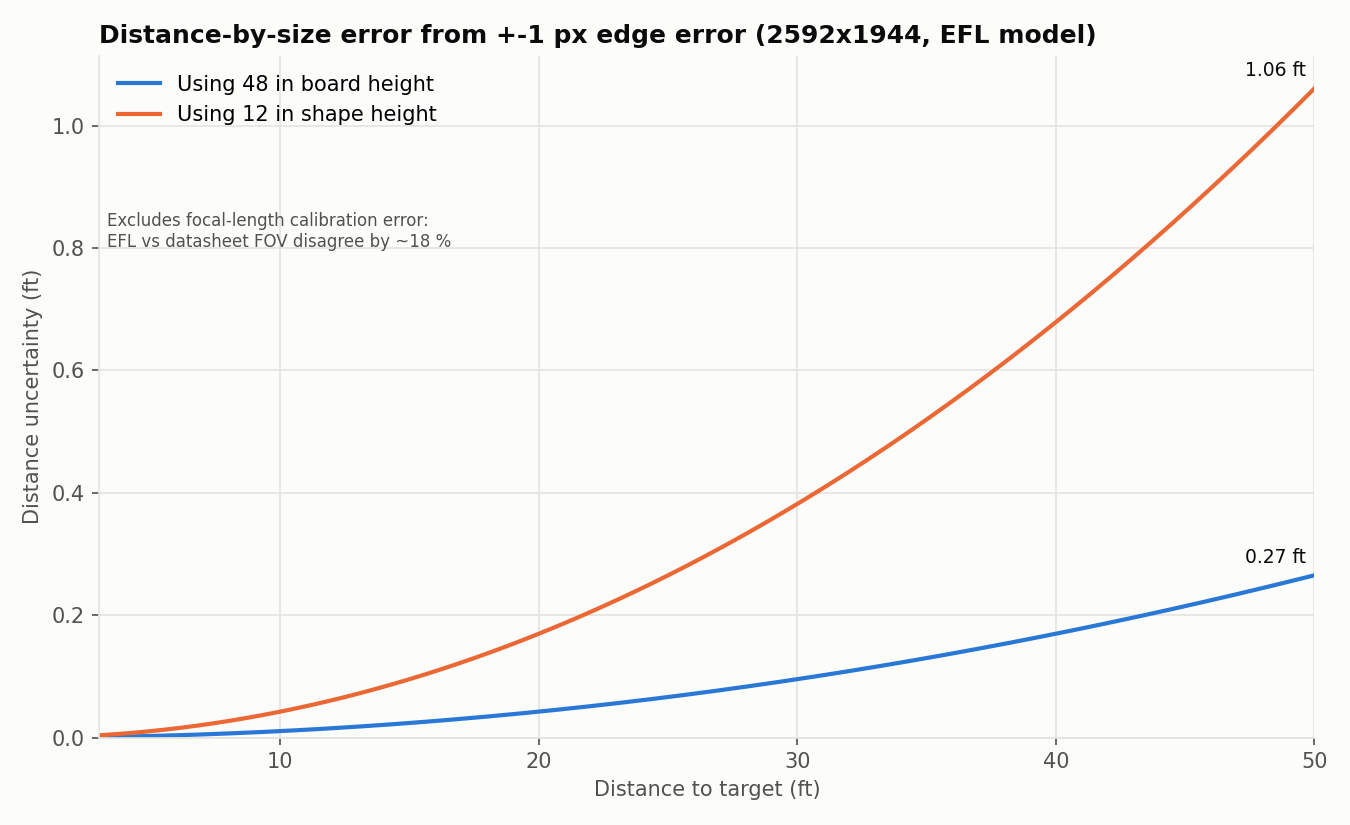 Distance-by-size error from +-1 px edge error (2592x1944, EFL model)
1.06 ft
Using 48 in board height
Using 12 in shape height
Excludes focal-length calibration error:
EFL vs datasheet FOV disagree by ~18 %
0.27 ft
Distance uncertainty (ft)
1.0
0.8
0.6
0.4
0.2
0.0
10
20
30
40
50
Distance to target (ft)